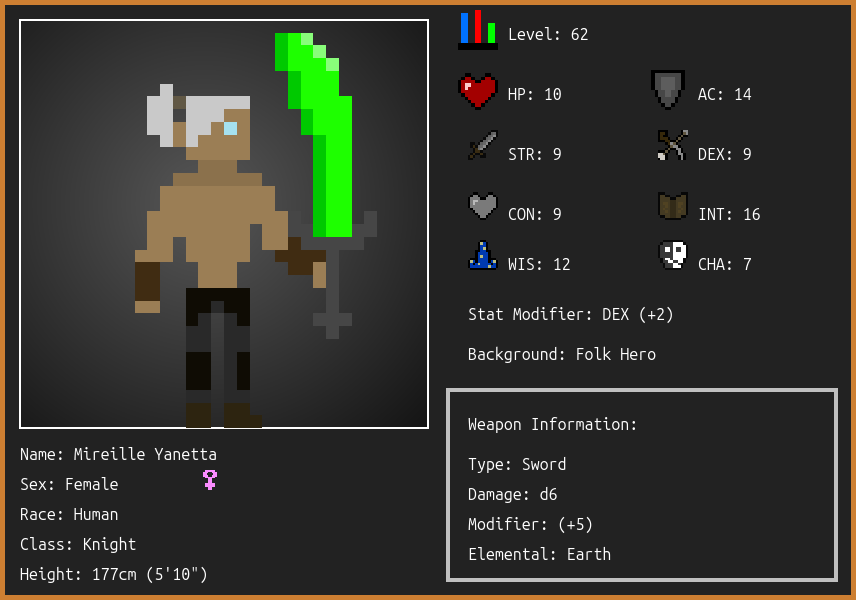 Level: 62
HP: 10
AC: 14
STR: 9
DEX: 9
CON: 9
INT: 16
WIS: 12
CHA: 7
Stat Modifier: DEX (+2)
Background: Folk Hero
Weapon Information:
Type: Sword
Damage: d6
Modifier: (+5)
Elemental: Earth
Name: Mireille Yanetta
Sex: Female
Race: Human
Class: Knight
Height: 177cm (5'10")